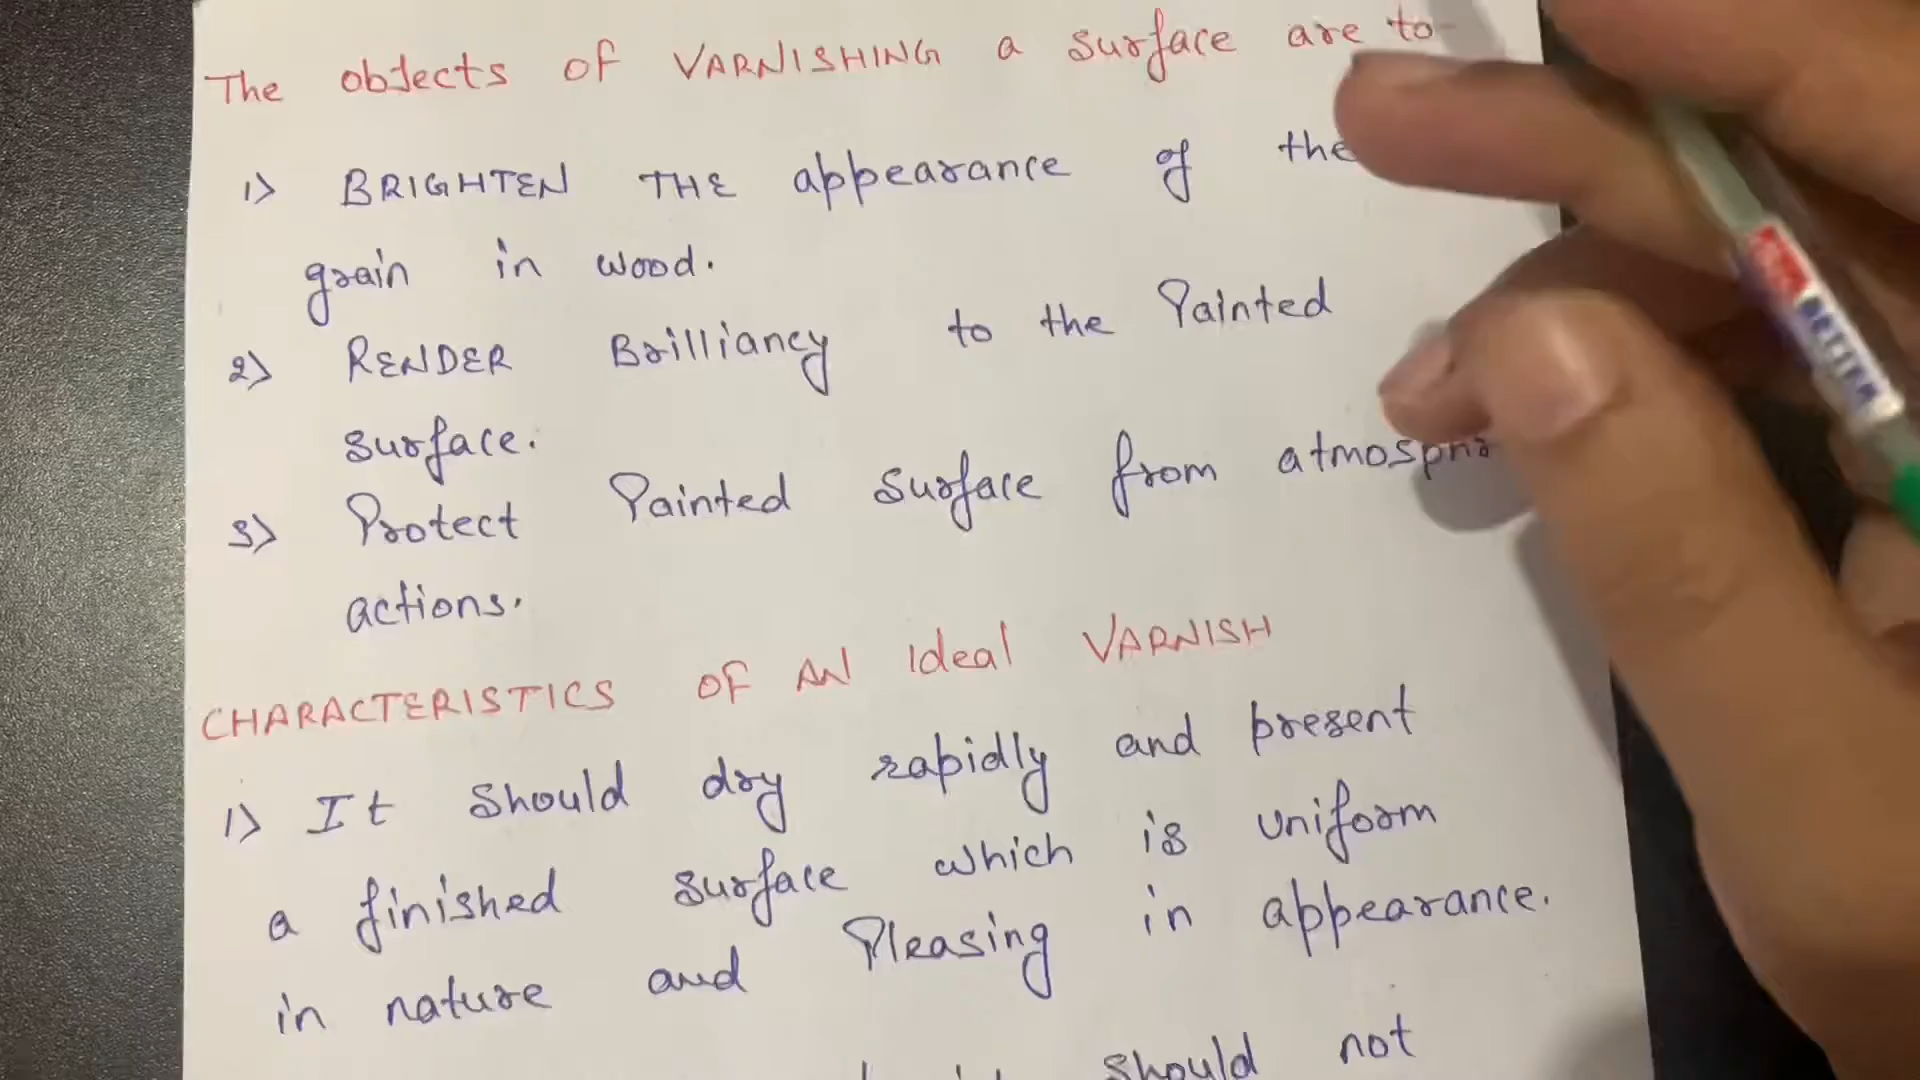 The objects of VARNISHING a surface are to-
1) BRIGHTEN THE appearance of the
grain in wood.
2) RENDER Brilliancy to the Painted
surface.
3) Protect Painted surface from
actions.
CHARACTERISTICS OF AN Ideal VARNISH
1) It should dry rapidly and present
a finished surface which is uniform
in nature and Pleasing in appearance.
should not
BETTER